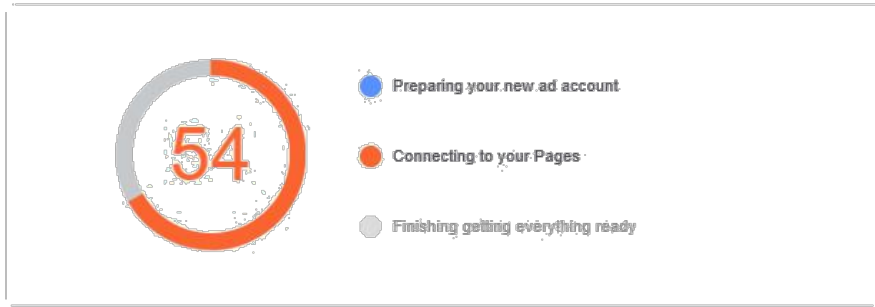 54
Preparing your new ad account
Connecting to your Pages
Finishing getting everything ready